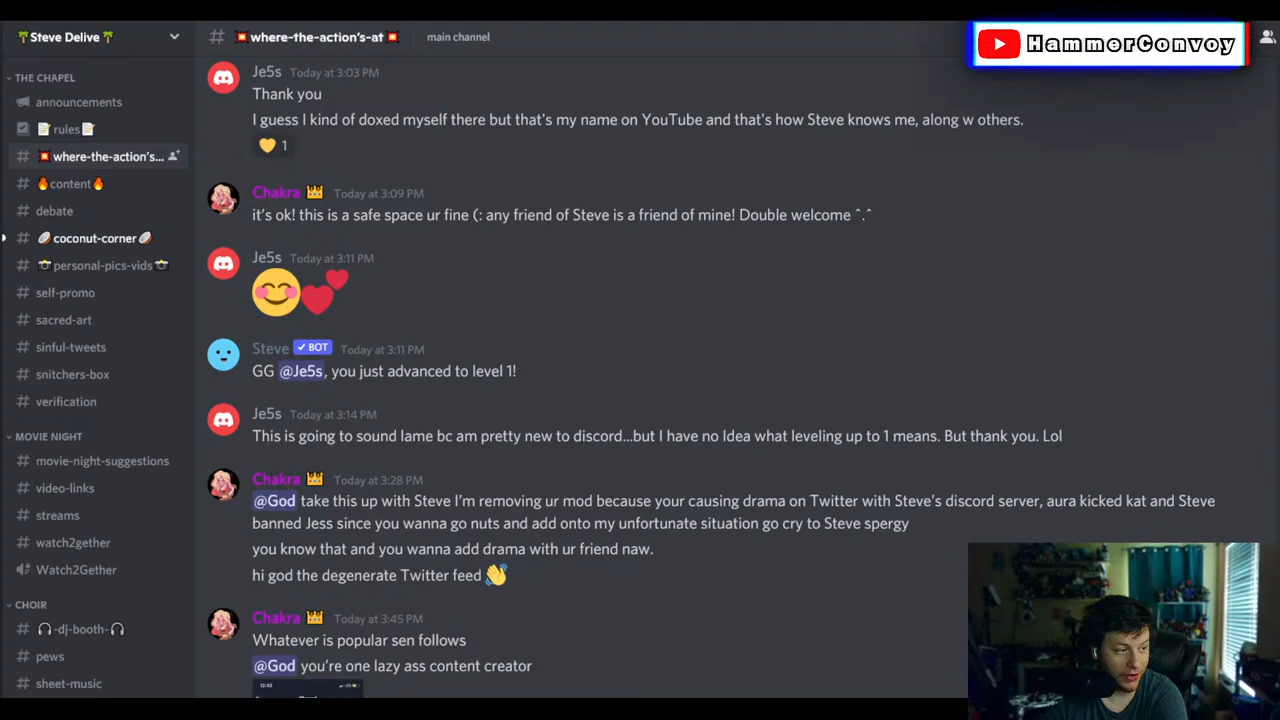 🌴Steve Delive🌴
💥where-the-action's-at💥
main channel
HammerConvoy
THE CHAPEL
announcements
📝rules📝
💥where-the-action's...
🔥content🔥
debate
🥥coconut-corner🥥
📸personal-pics-vids📸
self-promo
sacred-art
sinful-tweets
snitchers-box
verification
MOVIE NIGHT
movie-night-suggestions
video-links
streams
watch2gether
Watch2Gether
CHOIR
🎧-dj-booth-🎧
pews
sheet-music
Je5s Today at 3:03 PM
Thank you
I guess I kind of doxed myself there but that's my name on YouTube and that's how Steve knows me, along w others.
💛 1
Chakra 👑 Today at 3:09 PM
it's ok! this is a safe space ur fine (: any friend of Steve is a friend of mine! Double welcome ^.^
Je5s Today at 3:11 PM
😊💕
Steve ✓ BOT Today at 3:11 PM
GG @Je5s, you just advanced to level 1!
Je5s Today at 3:14 PM
This is going to sound lame bc am pretty new to discord...but I have no Idea what leveling up to 1 means. But thank you. Lol
Chakra 👑 Today at 3:28 PM
@God take this up with Steve I'm removing ur mod because your causing drama on Twitter with Steve's discord server, aura kicked kat and Steve
banned Jess since you wanna go nuts and add onto my unfortunate situation go cry to Steve spergy
you know that and you wanna add drama with ur friend naw.
hi god the degenerate Twitter feed 👋
Chakra 👑 Today at 3:45 PM
Whatever is popular sen follows
@God you're one lazy ass content creator
12:43